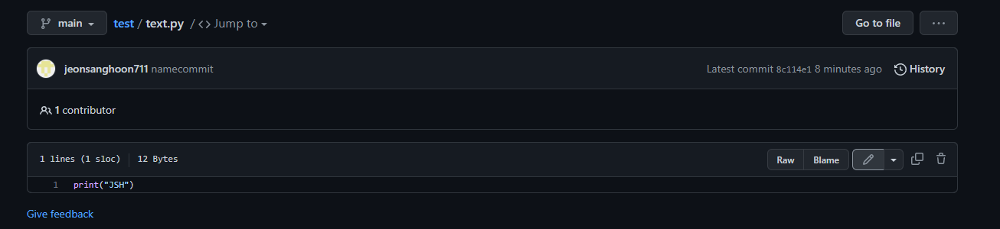 main test / text.py / <> Jump to Go to file ...
jeonsanghoon711 namecommit Latest commit 8c114e1 8 minutes ago History
1 contributor
1 lines (1 sloc) 12 Bytes Raw Blame
1 print("JSH")
Give feedback